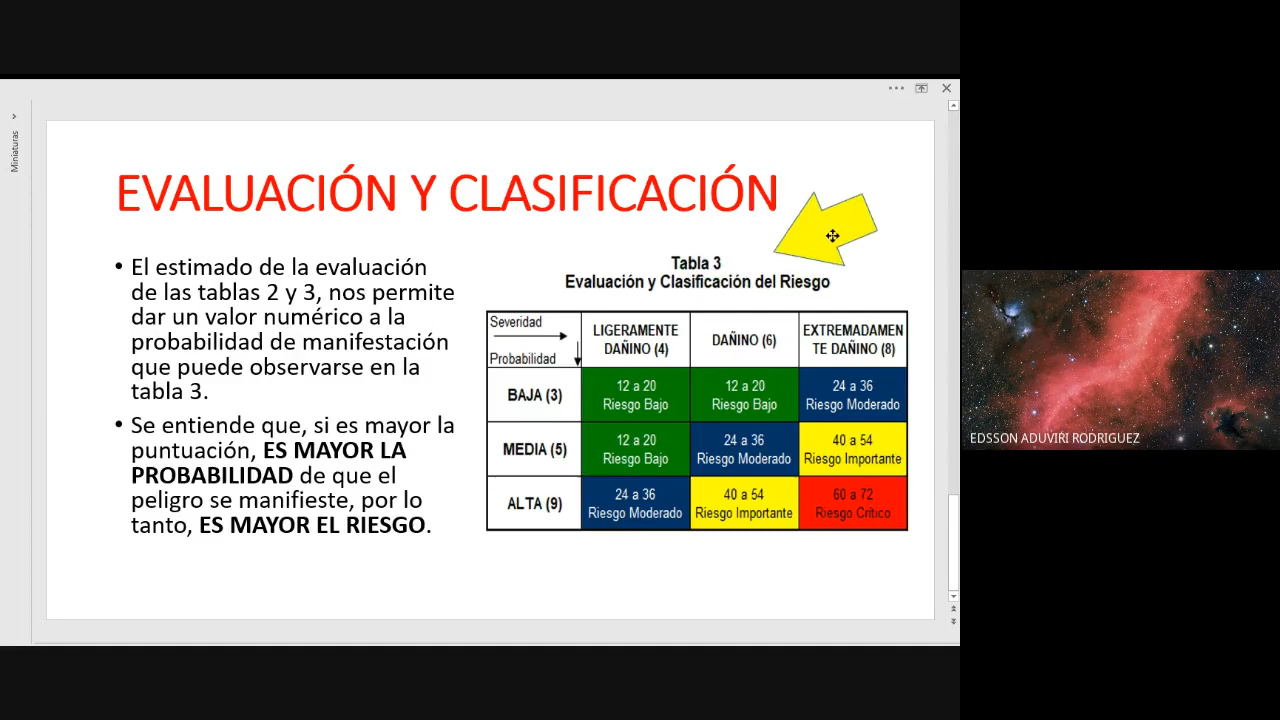 Miniaturas
EVALUACIÓN Y CLASIFICACIÓN
• El estimado de la evaluación
de las tablas 2 y 3, nos permite
dar un valor numérico a la
probabilidad de manifestación
que puede observarse en la
tabla 3.
• Se entiende que, si es mayor la
puntuación, ES MAYOR LA
PROBABILIDAD de que el
peligro se manifieste, por lo
tanto, ES MAYOR EL RIESGO.
Tabla 3
Evaluación y Clasificación del Riesgo
Severidad
Probabilidad
LIGERAMENTE
DAÑINO (4)
DAÑINO (6)
EXTREMADAMEN
TE DAÑINO (8)
BAJA (3)
12 a 20
Riesgo Bajo
12 a 20
Riesgo Bajo
24 a 36
Riesgo Moderado
MEDIA (5)
12 a 20
Riesgo Bajo
24 a 36
Riesgo Moderado
40 a 54
Riesgo Importante
ALTA (9)
24 a 36
Riesgo Moderado
40 a 54
Riesgo Importante
60 a 72
Riesgo Crítico
EDSSON ADUVIRI RODRIGUEZ